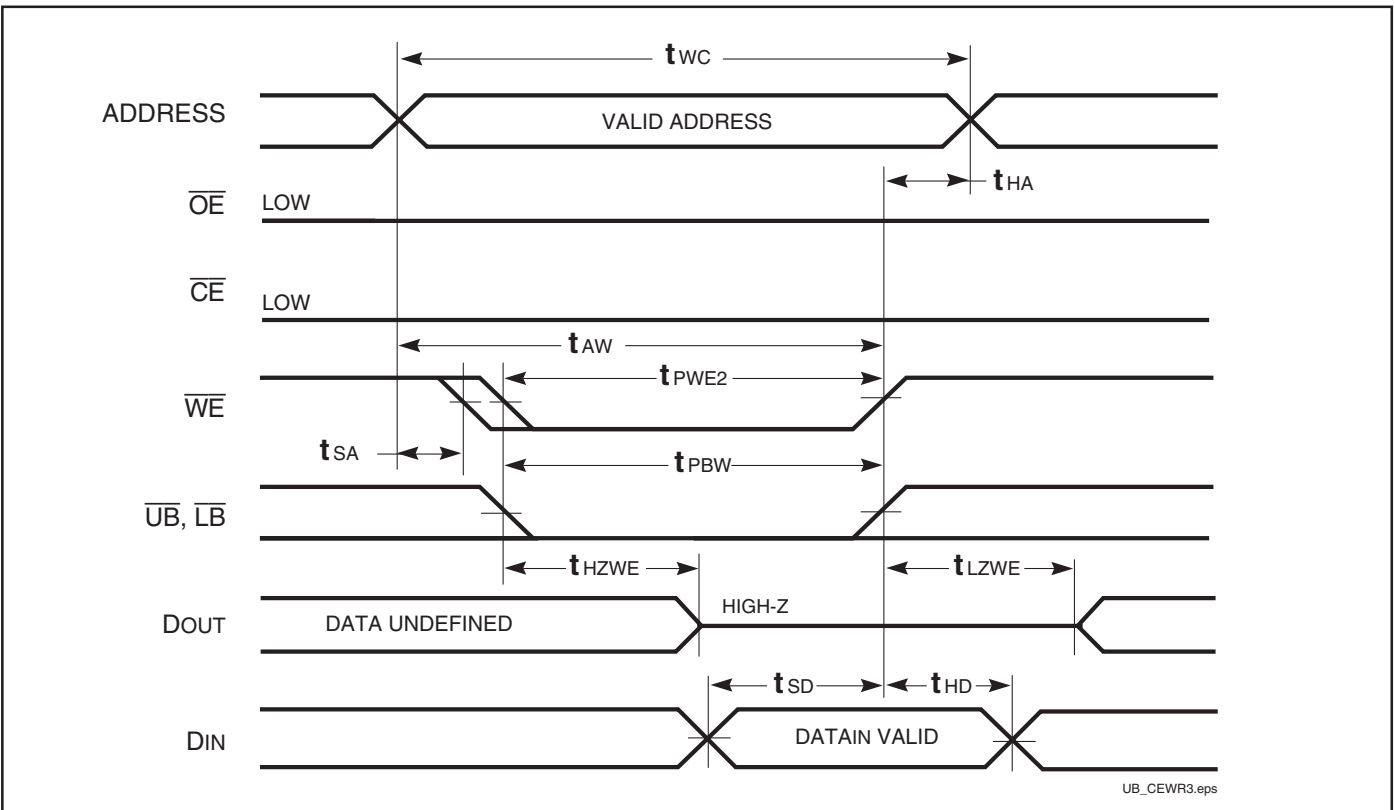 tWC
ADDRESS
VALID ADDRESS
tHA
OE LOW
CE LOW
tAW
tPWE2
WE
tSA
tPBW
UB, LB
tHZWE
tLZWE
HIGH-Z
DOUT
DATA UNDEFINED
tSD
tHD
DIN
DATAIN VALID
UB_CEWR3.eps